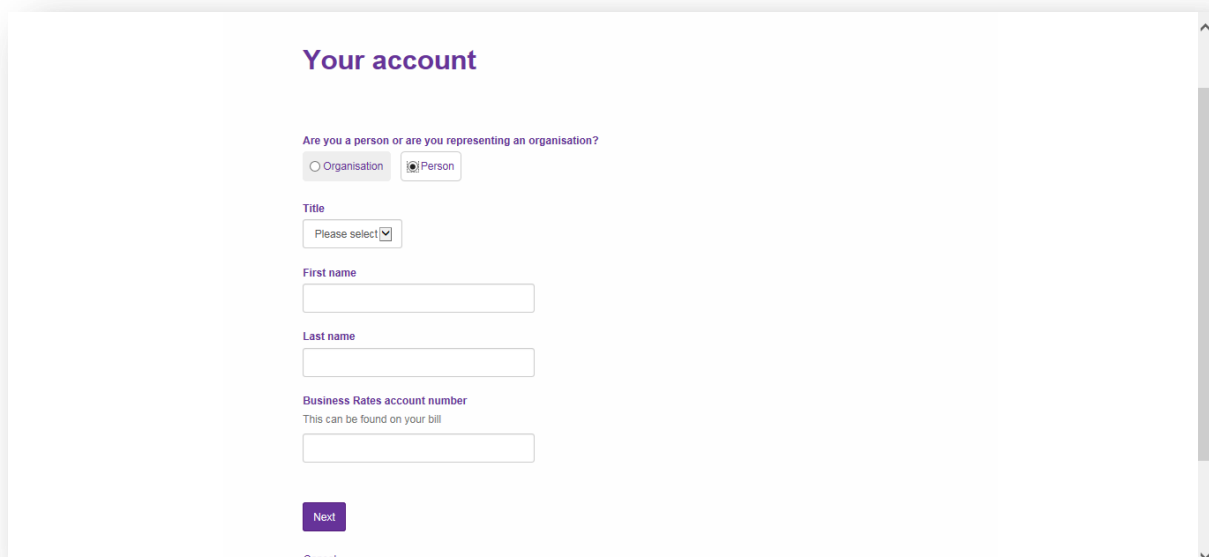 Your account
Are you a person or are you representing an organisation?
Organisation Person
Title
Please select
First name
Last name
Business Rates account number
This can be found on your bill
Next